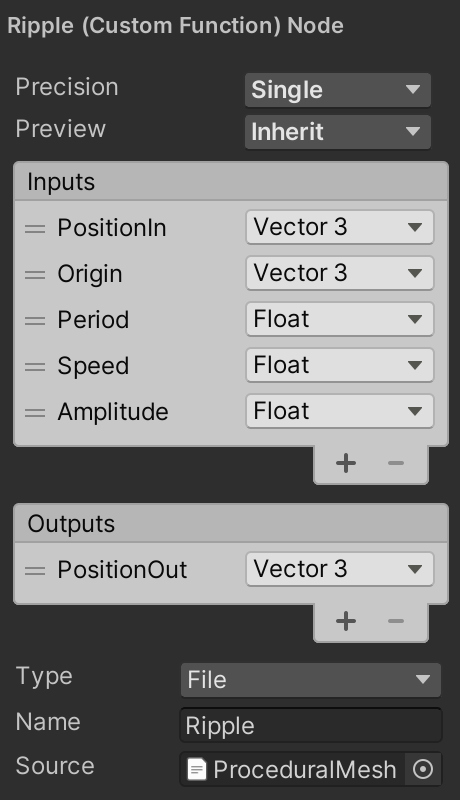 Ripple (Custom Function) Node
Precision Single
Preview Inherit
Inputs
PositionIn Vector 3
Origin Vector 3
Period Float
Speed Float
Amplitude Float
+ −
Outputs
PositionOut Vector 3
+ −
Type File
Name Ripple
Source ProceduralMesh